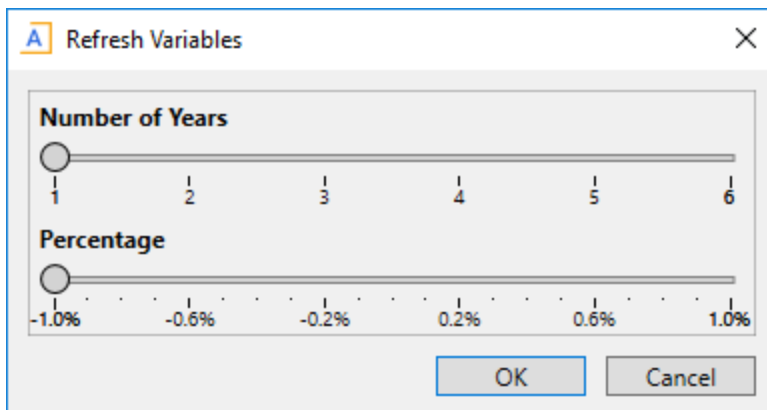 A Refresh Variables
Number of Years
1 2 3 4 5 6
Percentage
-1.0% -0.6% -0.2% 0.2% 0.6% 1.0%
OK Cancel